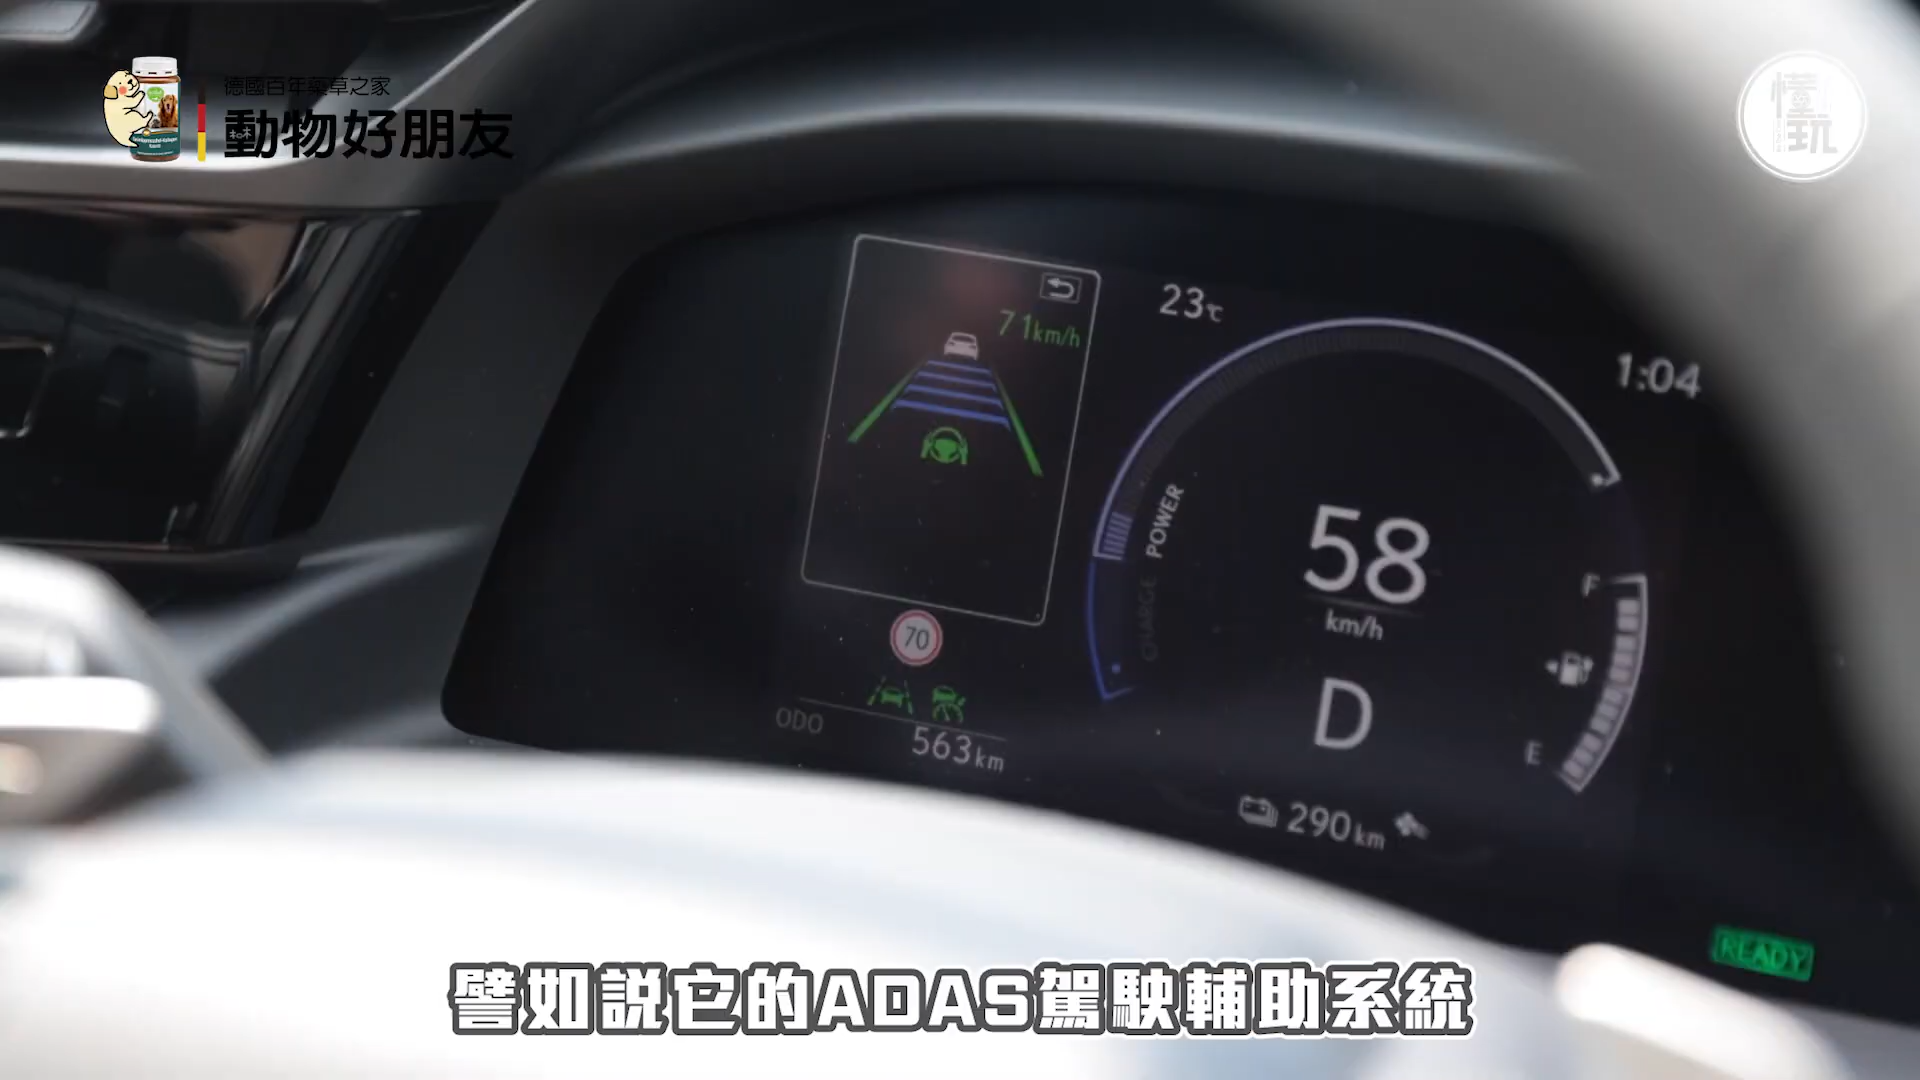 德國百年藥草之家
動物好朋友
懂玩
71km/h
23℃
1:04
POWER
CHARGE
58
km/h
F
70
D
E
ODO
563km
290km
READY
譬如說它的ADAS駕駛輔助系統